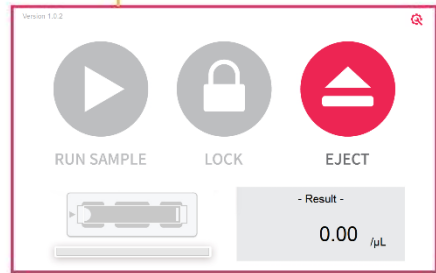 Version 1.0.2
RUN SAMPLE
LOCK
EJECT
- Result -
0.00 /µL